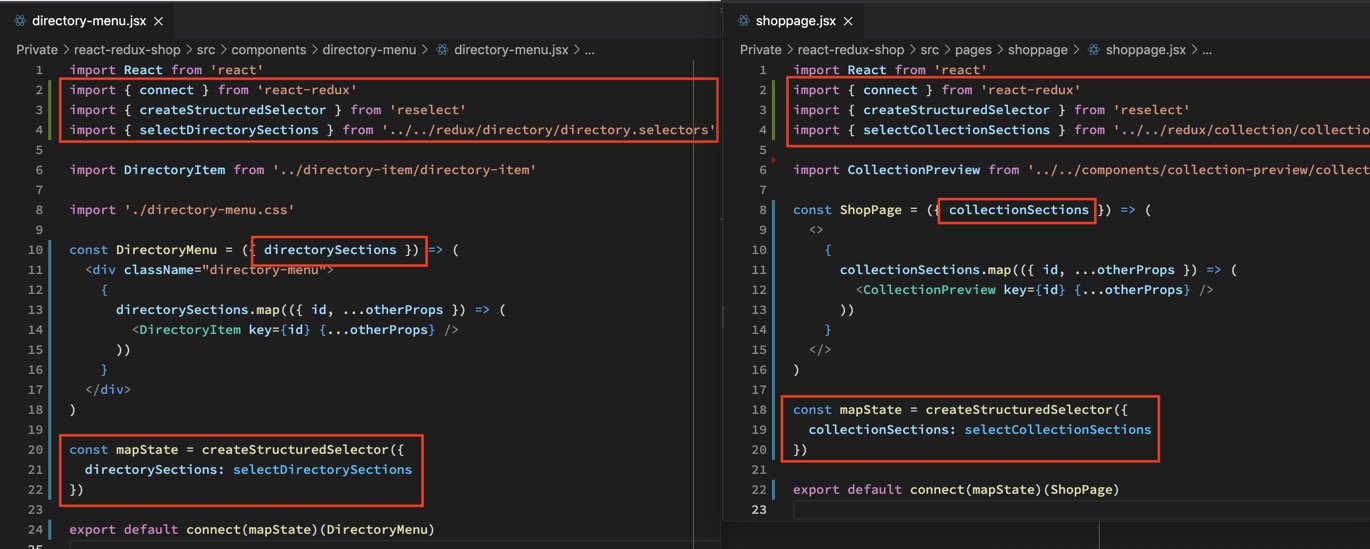 directory-menu.jsx ×
Private > react-redux-shop > src > components > directory-menu > directory-menu.jsx > ...
1 import React from 'react'
2 import { connect } from 'react-redux'
3 import { createStructuredSelector } from 'reselect'
4 import { selectDirectorySections } from '../../redux/directory/directory.selectors'
5
6 import DirectoryItem from '../directory-item/directory-item'
7
8 import './directory-menu.css'
9
10 const DirectoryMenu = ({ directorySections }) => (
11 <div className="directory-menu">
12 {
13 directorySections.map(({ id, ...otherProps }) => (
14 <DirectoryItem key={id} {...otherProps} />
15 ))
16 }
17 </div>
18 )
19
20 const mapState = createStructuredSelector({
21 directorySections: selectDirectorySections
22 })
23
24 export default connect(mapState)(DirectoryMenu)
25
shoppage.jsx ×
Private > react-redux-shop > src > pages > shoppage > shoppage.jsx > ...
1 import React from 'react'
2 import { connect } from 'react-redux'
3 import { createStructuredSelector } from 'reselect'
4 import { selectCollectionSections } from '../../redux/collection/collectio
5
6 import CollectionPreview from '../../components/collection-preview/collect
7
8 const ShopPage = ({ collectionSections }) => (
9 <>
10 {
11 collectionSections.map(({ id, ...otherProps }) => (
12 <CollectionPreview key={id} {...otherProps} />
13 ))
14 }
15 </>
16 )
17
18 const mapState = createStructuredSelector({
19 collectionSections: selectCollectionSections
20 })
21
22 export default connect(mapState)(ShopPage)
23